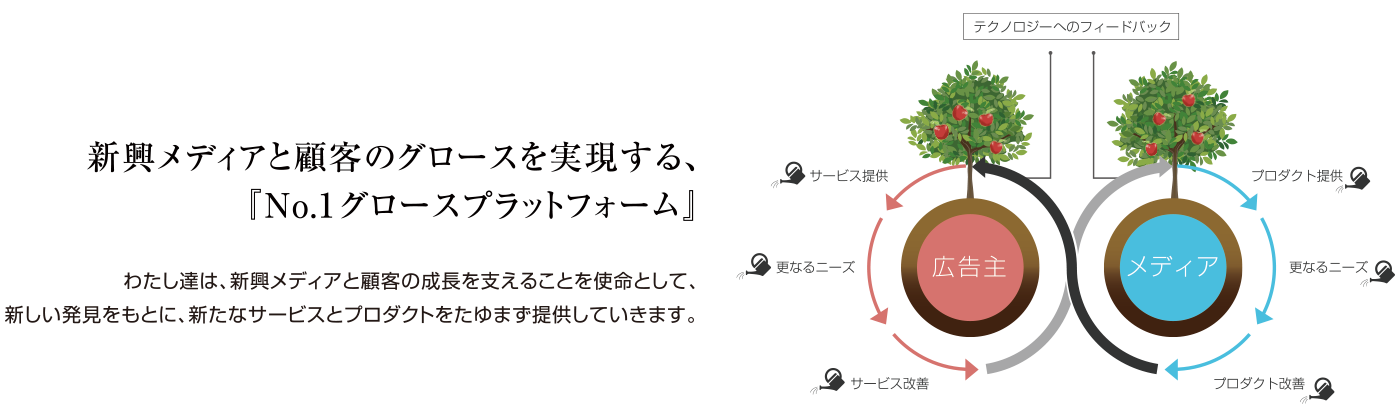 新興メディアと顧客のグロースを実現する、
『No.1グロースプラットフォーム』
わたし達は、新興メディアと顧客の成長を支えることを使命として、
新しい発見をもとに、新たなサービスとプロダクトをたゆまず提供していきます。
テクノロジーへのフィードバック
サービス提供
更なるニーズ
サービス改善
広告主
メディア
プロダクト提供
更なるニーズ
プロダクト改善